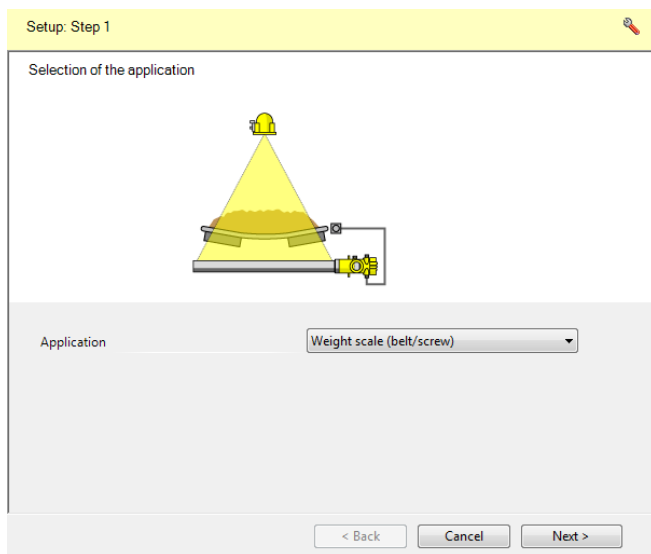 Setup: Step 1
Selection of the application
Application
Weight scale (belt/screw)
< Back
Cancel
Next >